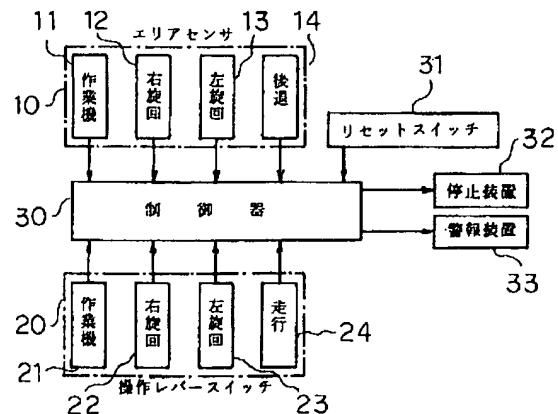 エリアセンサ
11
12
13
14
10
作業機
右旋回
左旋回
後退
31
リセットスイッチ
32
30
制御器
停止装置
警報装置
33
20
作業機
右旋回
左旋回
走行
24
21
22
操作レバースイッチ
23